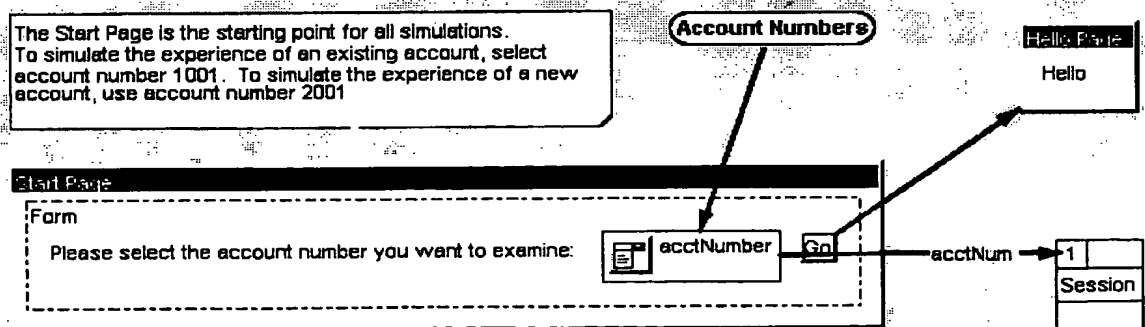 The Start Page is the starting point for all simulations.
To simulate the experience of an existing account, select
account number 1001. To simulate the experience of a new
account, use account number 2001
Account Numbers
Hello Page
Hello
Start Page
Form
Please select the account number you want to examine:
acctNumber
Go
acctNum
1
Session